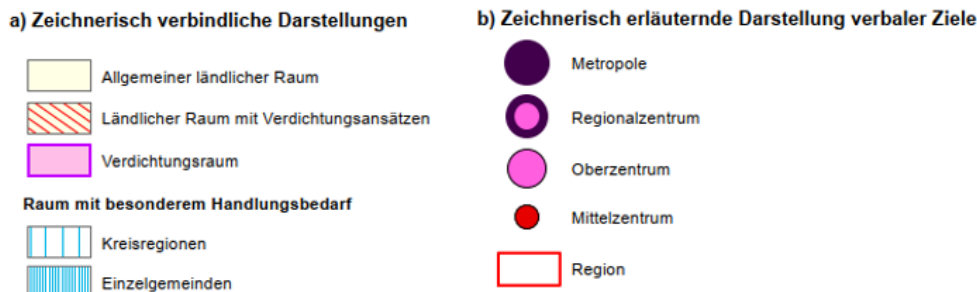 a) Zeichnerisch verbindliche Darstellungen
Allgemeiner ländlicher Raum
Ländlicher Raum mit Verdichtungsansätzen
Verdichtungsraum
Raum mit besonderem Handlungsbedarf
Kreisregionen
Einzelgemeinden
b) Zeichnerisch erläuternde Darstellung verbaler Ziele
Metropole
Regionalzentrum
Oberzentrum
Mittelzentrum
Region